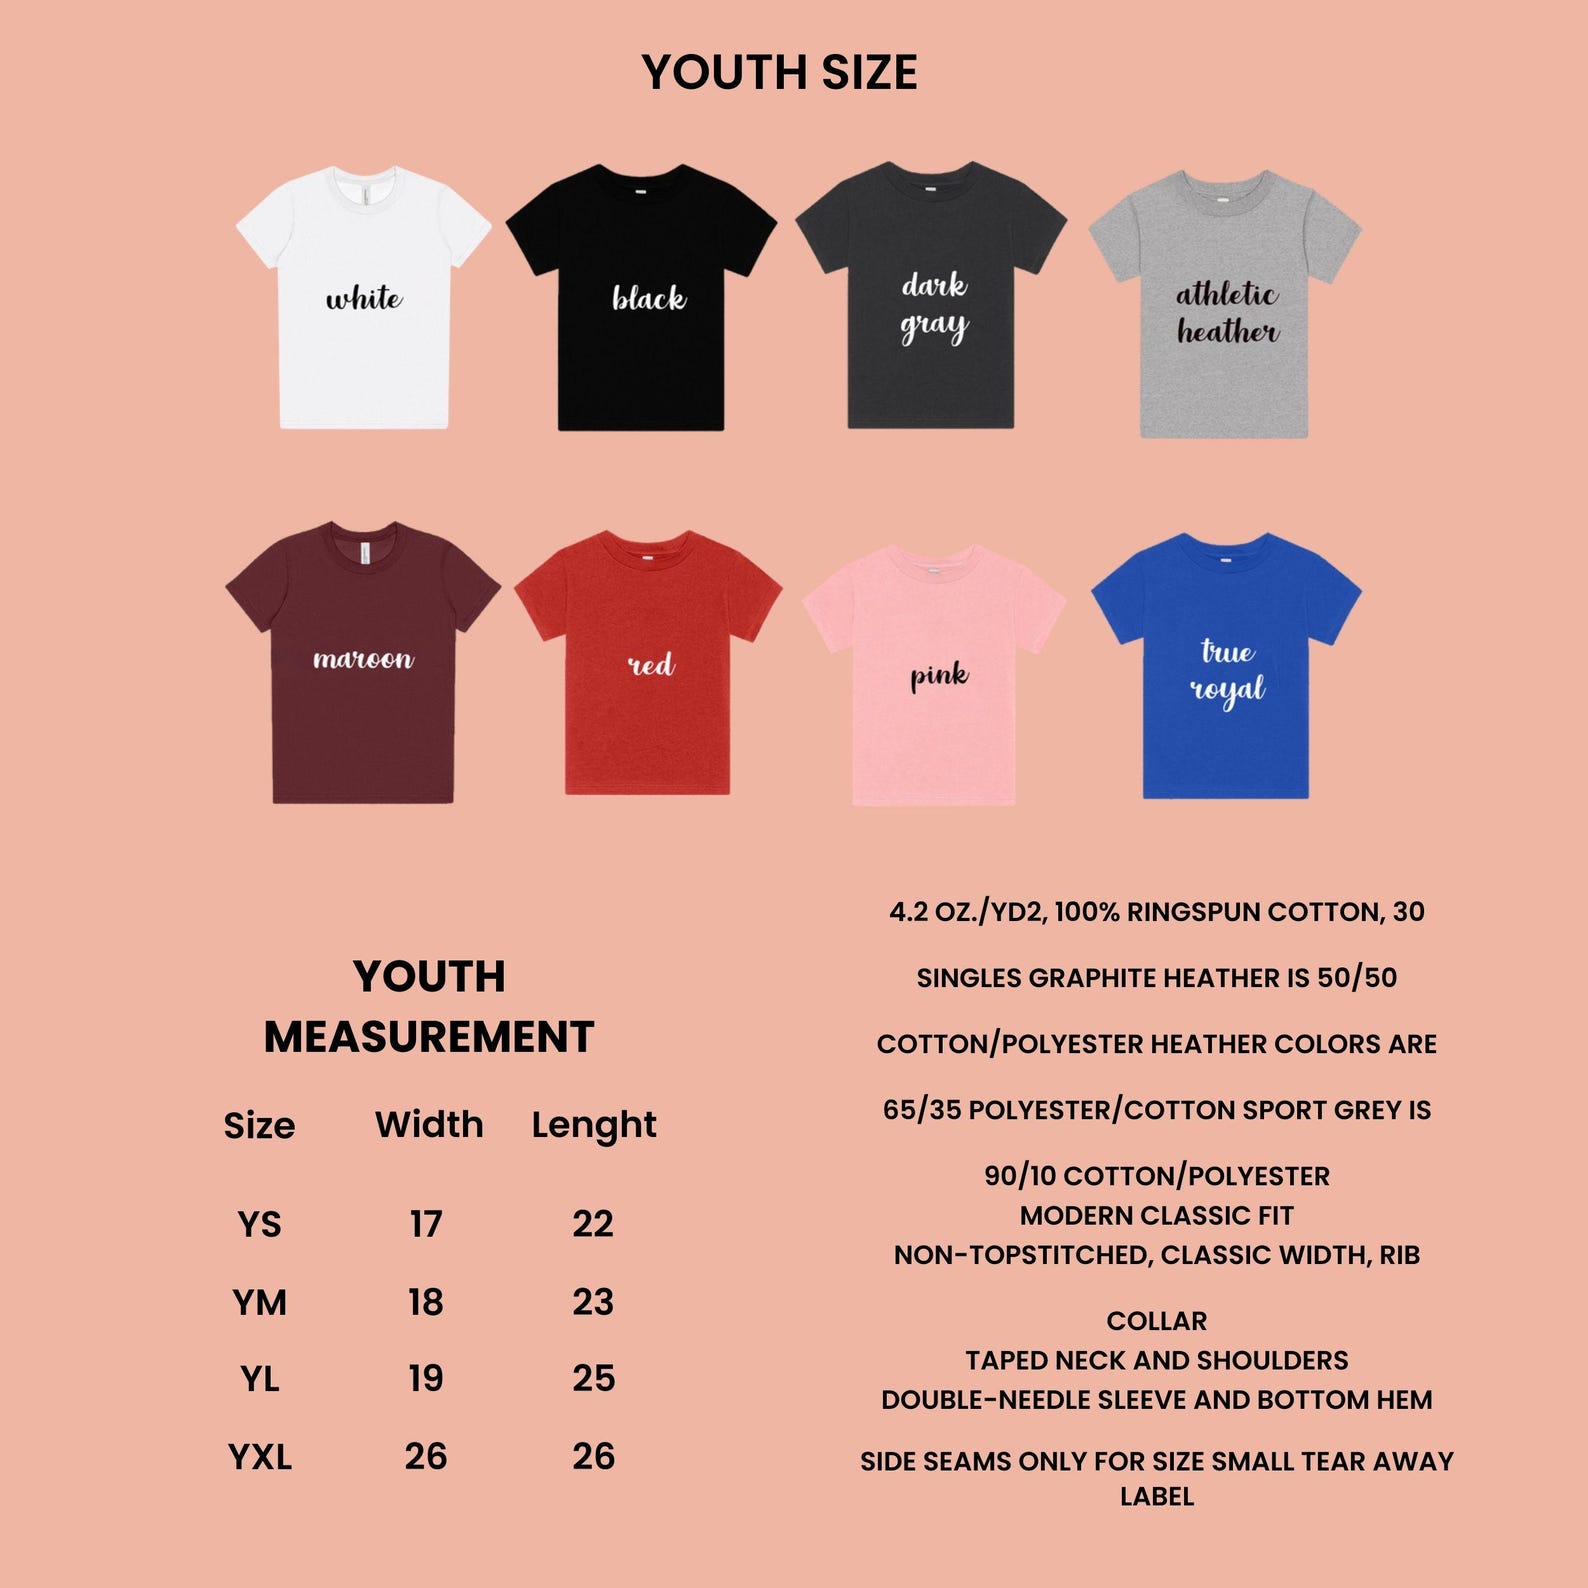 YOUTH SIZE
white
black
dark
gray
athletic
heather
maroon
red
pink
true
royal
YOUTH
MEASUREMENT
Size Width Lenght
YS 17 22
YM 18 23
YL 19 25
YXL 26 26
4.2 OZ./YD2, 100% RINGSPUN COTTON, 30
SINGLES GRAPHITE HEATHER IS 50/50
COTTON/POLYESTER HEATHER COLORS ARE
65/35 POLYESTER/COTTON SPORT GREY IS
90/10 COTTON/POLYESTER
MODERN CLASSIC FIT
NON-TOPSTITCHED, CLASSIC WIDTH, RIB
COLLAR
TAPED NECK AND SHOULDERS
DOUBLE-NEEDLE SLEEVE AND BOTTOM HEM
SIDE SEAMS ONLY FOR SIZE SMALL TEAR AWAY
LABEL